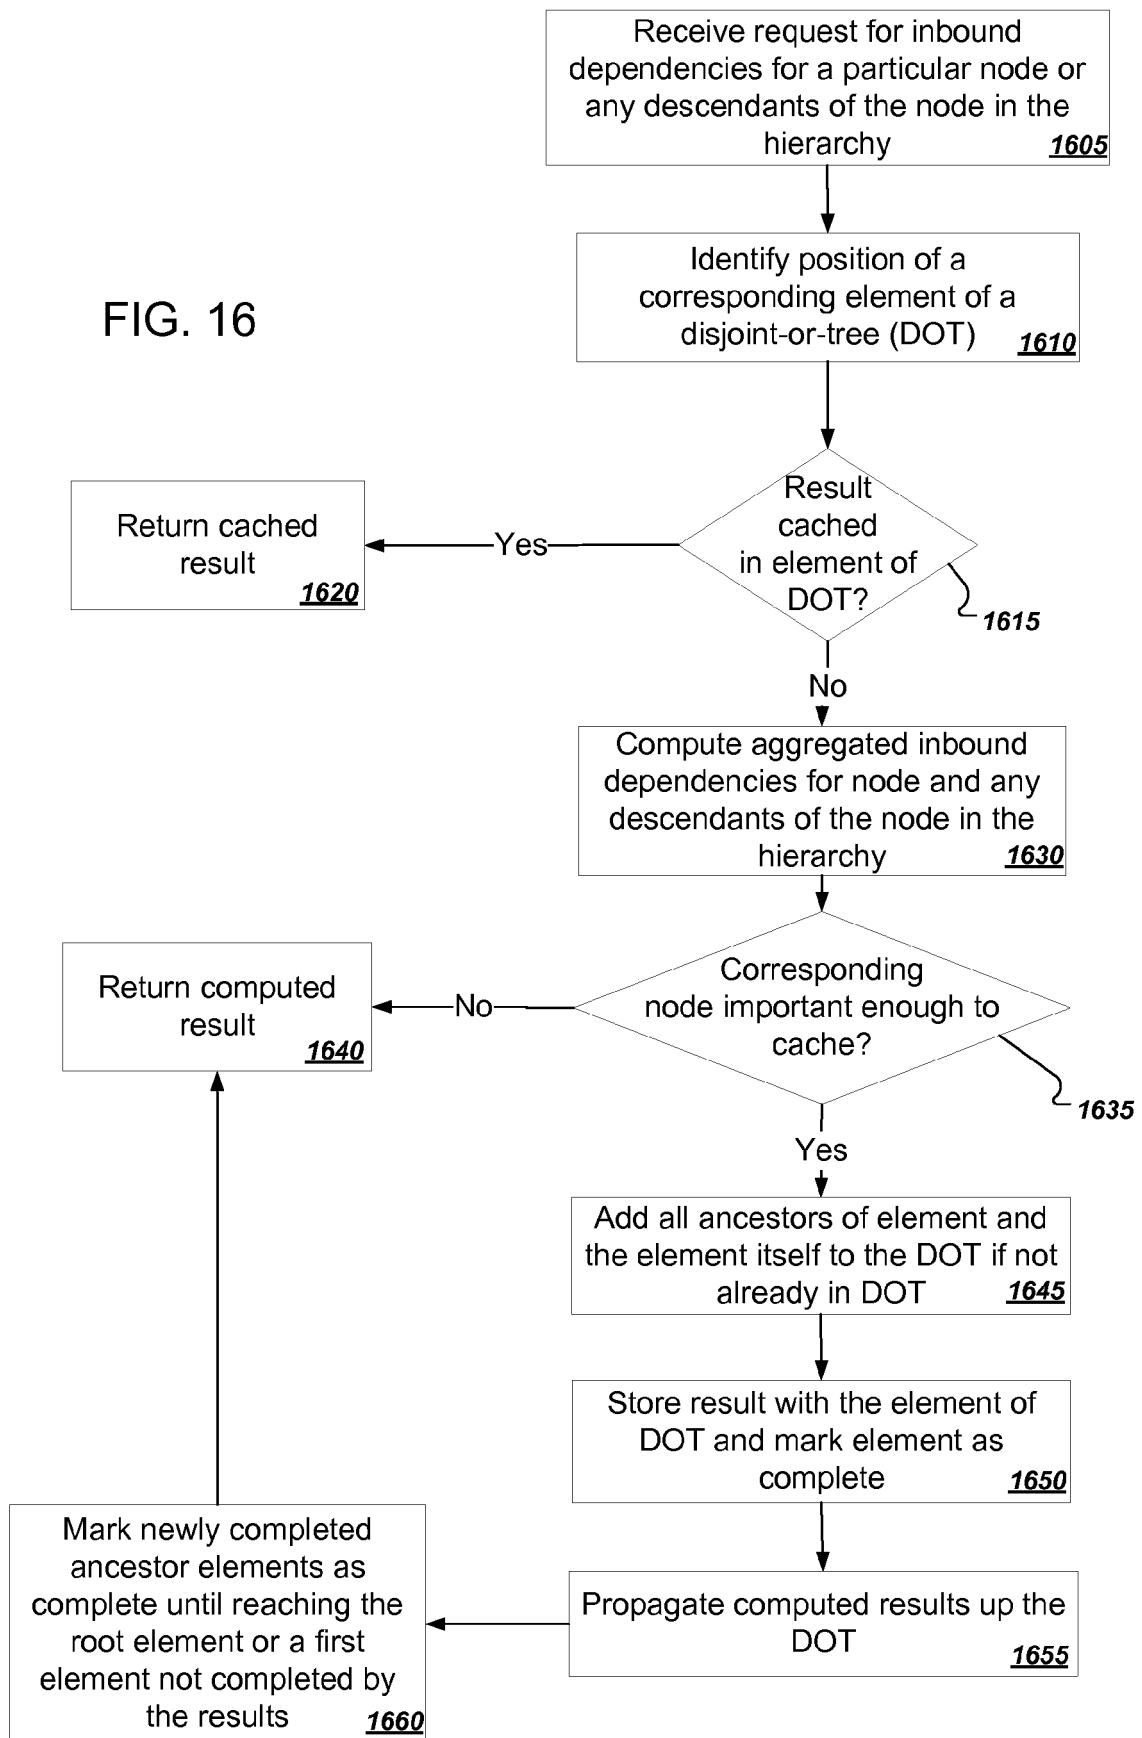 Receive request for inbound
dependencies for a particular node or
any descendants of the node in the
hierarchy
1605
Identify position of a
corresponding element of a
disjoint-or-tree (DOT)
1610
FIG. 16
Result
cached
in element of
DOT?
1615
Yes
Return cached
result
1620
No
Compute aggregated inbound
dependencies for node and any
descendants of the node in the
hierarchy
1630
Corresponding
node important enough to
cache?
1635
No
Return computed
result
1640
Yes
Add all ancestors of element and
the element itself to the DOT if not
already in DOT
1645
Store result with the element of
DOT and mark element as
complete
1650
Propagate computed results up the
DOT
1655
Mark newly completed
ancestor elements as
complete until reaching the
root element or a first
element not completed by
the results
1660